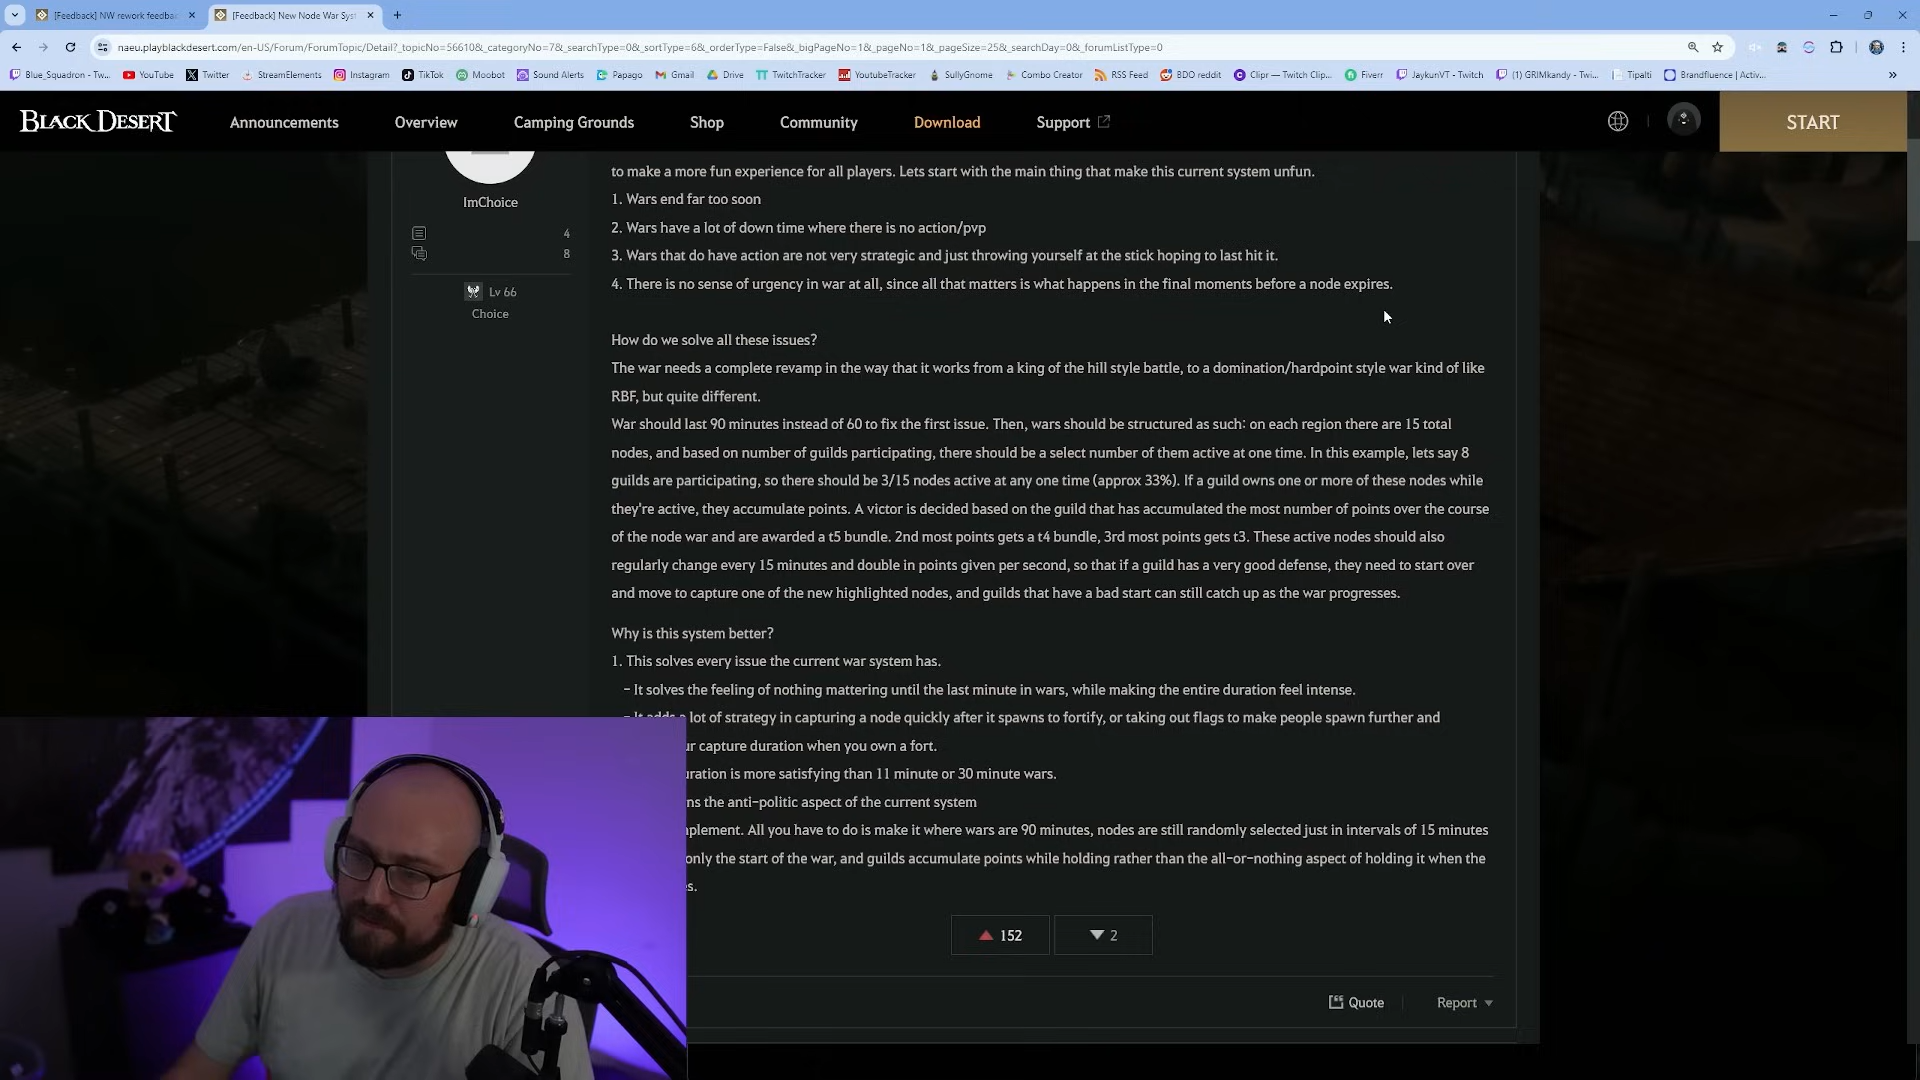 [Feedback] NW rework feedba
[Feedback] New Node War Sys
naeu.playblackdesert.com/en-US/Forum/ForumTopic/Detail?_topicNo=56610&_categoryNo=7&_searchType=0&_sortType=6&_orderType=False&_bigPageNo=1&_pageNo=1&_pageSize=25&_searchDay=0&_forumListType=0
Blue_Squadron - Tw...
YouTube
Twitter
StreamElements
Instagram
TikTok
Moobot
Sound Alerts
Papago
Gmail
Drive
TwitchTracker
YoutubeTracker
SullyGnome
Combo Creator
RSS Feed
BDO reddit
Clipr — Twitch Clip...
Fiverr
JaykunVT - Twitch
(1) GRIMkandy - Twi...
Tipalti
Brandfluence | Activ...
BLACK DESERT
Announcements
Overview
Camping Grounds
Shop
Community
Download
Support
START
ImChoice
4
8
Lv 66
Choice
to make a more fun experience for all players. Lets start with the main thing that make this current system unfun.
1. Wars end far too soon
2. Wars have a lot of down time where there is no action/pvp
3. Wars that do have action are not very strategic and just throwing yourself at the stick hoping to last hit it.
4. There is no sense of urgency in war at all, since all that matters is what happens in the final moments before a node expires.
How do we solve all these issues?
The war needs a complete revamp in the way that it works from a king of the hill style battle, to a domination/hardpoint style war kind of like
RBF, but quite different.
War should last 90 minutes instead of 60 to fix the first issue. Then, wars should be structured as such: on each region there are 15 total
nodes, and based on number of guilds participating, there should be a select number of them active at one time. In this example, lets say 8
guilds are participating, so there should be 3/15 nodes active at any one time (approx 33%). If a guild owns one or more of these nodes while
they're active, they accumulate points. A victor is decided based on the guild that has accumulated the most number of points over the course
of the node war and are awarded a t5 bundle. 2nd most points gets a t4 bundle, 3rd most points gets t3. These active nodes should also
regularly change every 15 minutes and double in points given per second, so that if a guild has a very good defense, they need to start over
and move to capture one of the new highlighted nodes, and guilds that have a bad start can still catch up as the war progresses.
Why is this system better?
1. This solves every issue the current war system has.
- It solves the feeling of nothing mattering until the last minute in wars, while making the entire duration feel intense.
- It adds a lot of strategy in capturing a node quickly after it spawns to fortify, or taking out flags to make people spawn further and
ur capture duration when you own a fort.
uration is more satisfying than 11 minute or 30 minute wars.
ns the anti-politic aspect of the current system
plement. All you have to do is make it where wars are 90 minutes, nodes are still randomly selected just in intervals of 15 minutes
only the start of the war, and guilds accumulate points while holding rather than the all-or-nothing aspect of holding it when the
es.
152
2
Quote
Report